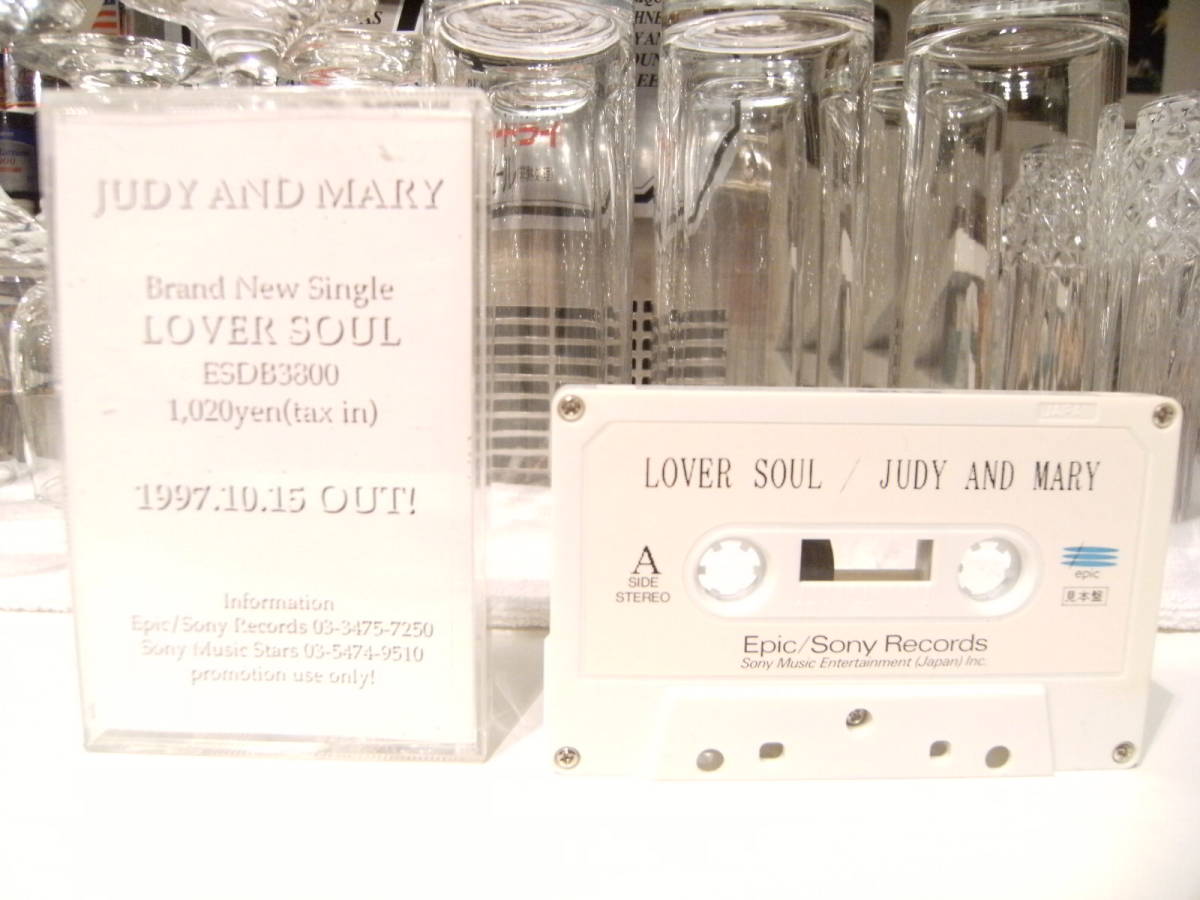 JUDY AND MARY
Brand New Single
LOVER SOUL
ESDB3800
1,020yen(tax in)
1997.10.15 OUT!
Information
Epic/Sony Records 03-3475-7250
Sony Music Stars 03-5474-9510
promotion use only!
JAPAN
LOVER SOUL / JUDY AND MARY
A
SIDE
STEREO
epic
見本盤
Epic/Sony Records
Sony Music Entertainment (Japan) Inc.